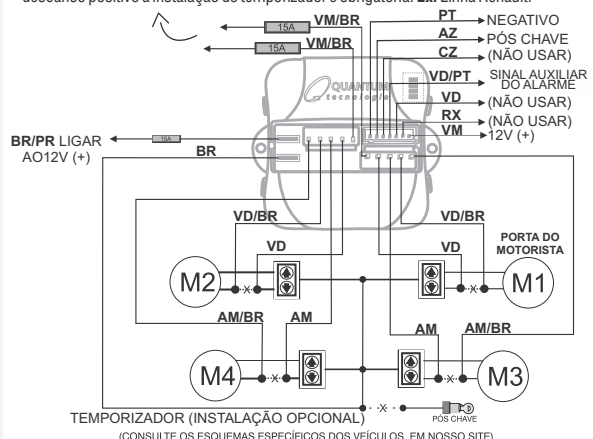 descanos positivo a instalação do temporizador é obrigatória. Ex: Linha Renault.
15A VM/BR
15A VM/BR
PT NEGATIVO
AZ PÓS CHAVE
CZ (NÃO USAR)
VD/PT SINAL AUXILIAR DO ALARME
VD (NÃO USAR)
RX (NÃO USAR)
VM 12V (+)
QUANTUM
tecnologia
BR/PR LIGAR
AO12V (+)
15A
BR
VD/BR
VD
VD/BR
VD
PORTA DO
MOTORISTA
M2
M1
AM/BR
AM
AM
AM/BR
M4
M3
TEMPORIZADOR (INSTALAÇÃO OPCIONAL)
PÓS CHAVE
(CONSULTE OS ESQUEMAS ESPECÍFICOS DOS VEÍCULOS, EM NOSSO SITE)